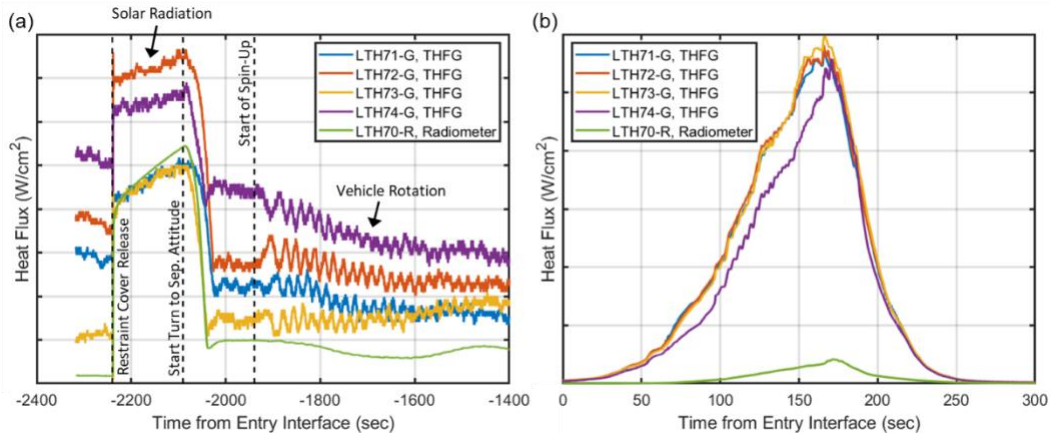 (a)
Solar Radiation
Start of Spin-Up
LTH71-G, THFG
LTH72-G, THFG
LTH73-G, THFG
LTH74-G, THFG
LTH70-R, Radiometer
Vehicle Rotation
Restraint Cover Release
Start Turn to Sep. Attitude
Heat Flux (W/cm²)
-2400
-2200
-2000
-1800
-1600
-1400
Time from Entry Interface (sec)
(b)
LTH71-G, THFG
LTH72-G, THFG
LTH73-G, THFG
LTH74-G, THFG
LTH70-R, Radiometer
Heat Flux (W/cm²)
0
50
100
150
200
250
300
Time from Entry Interface (sec)